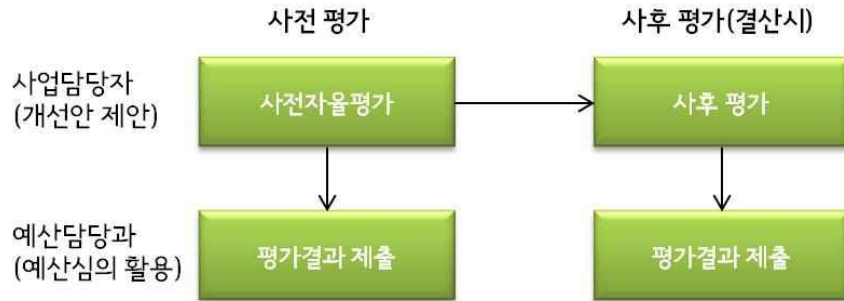 사전 평가
사후 평가(결산시)
사업담당자
(개선안 제안)
사전자율평가
사후 평가
예산담당과
(예산심의 활용)
평가결과 제출
평가결과 제출